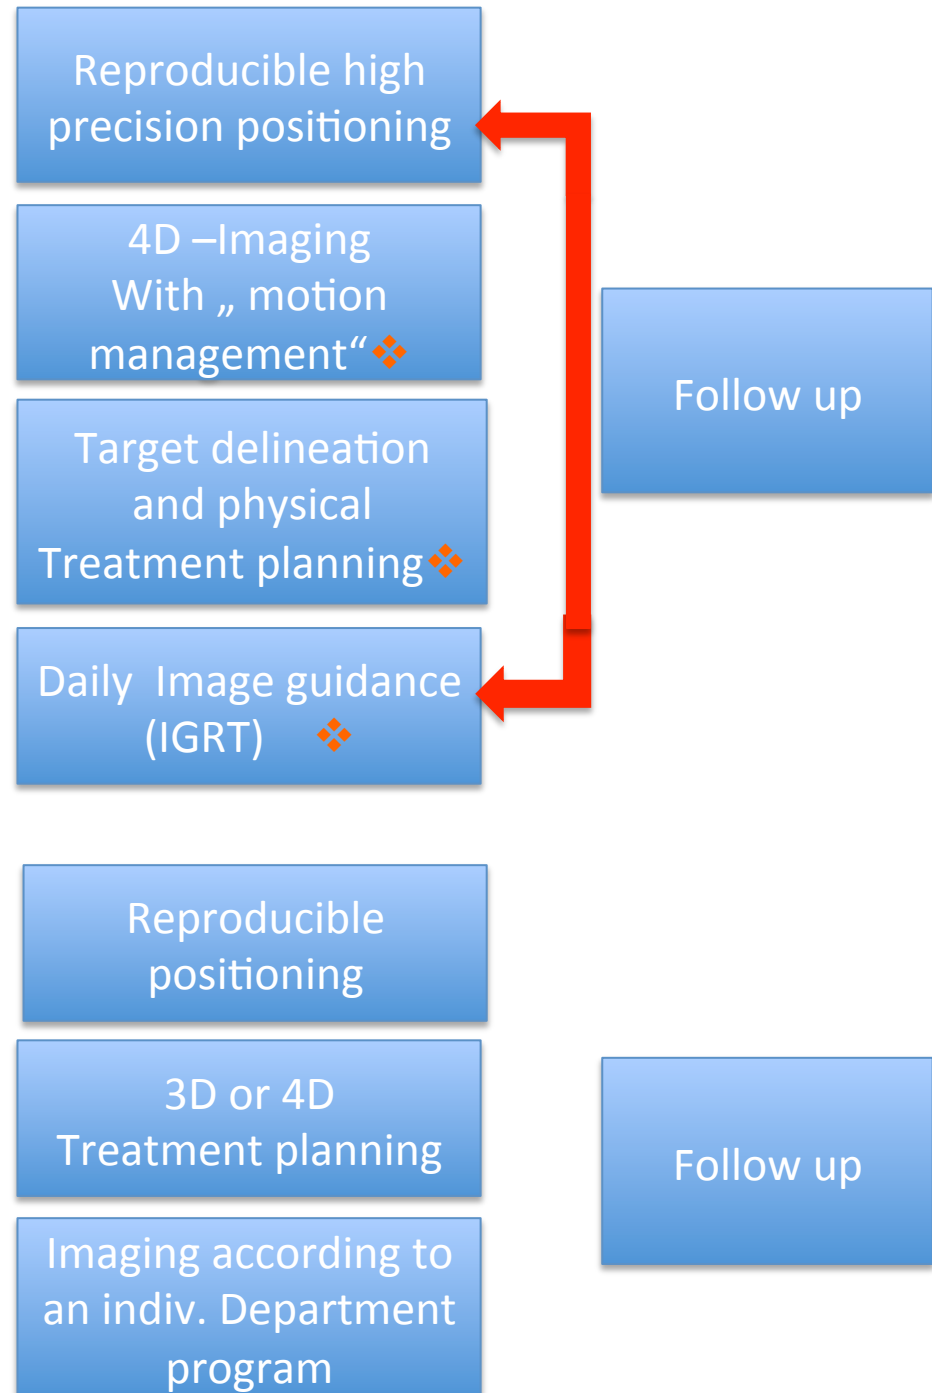 Reproducible high
precision positioning
4D –Imaging
With „ motion
management“
Target delineation
and physical
Treatment planning
Daily  Image guidance
(IGRT)
Follow up
Reproducible
positioning
3D or 4D
Treatment planning
Imaging according to
an indiv. Department
program
Follow up